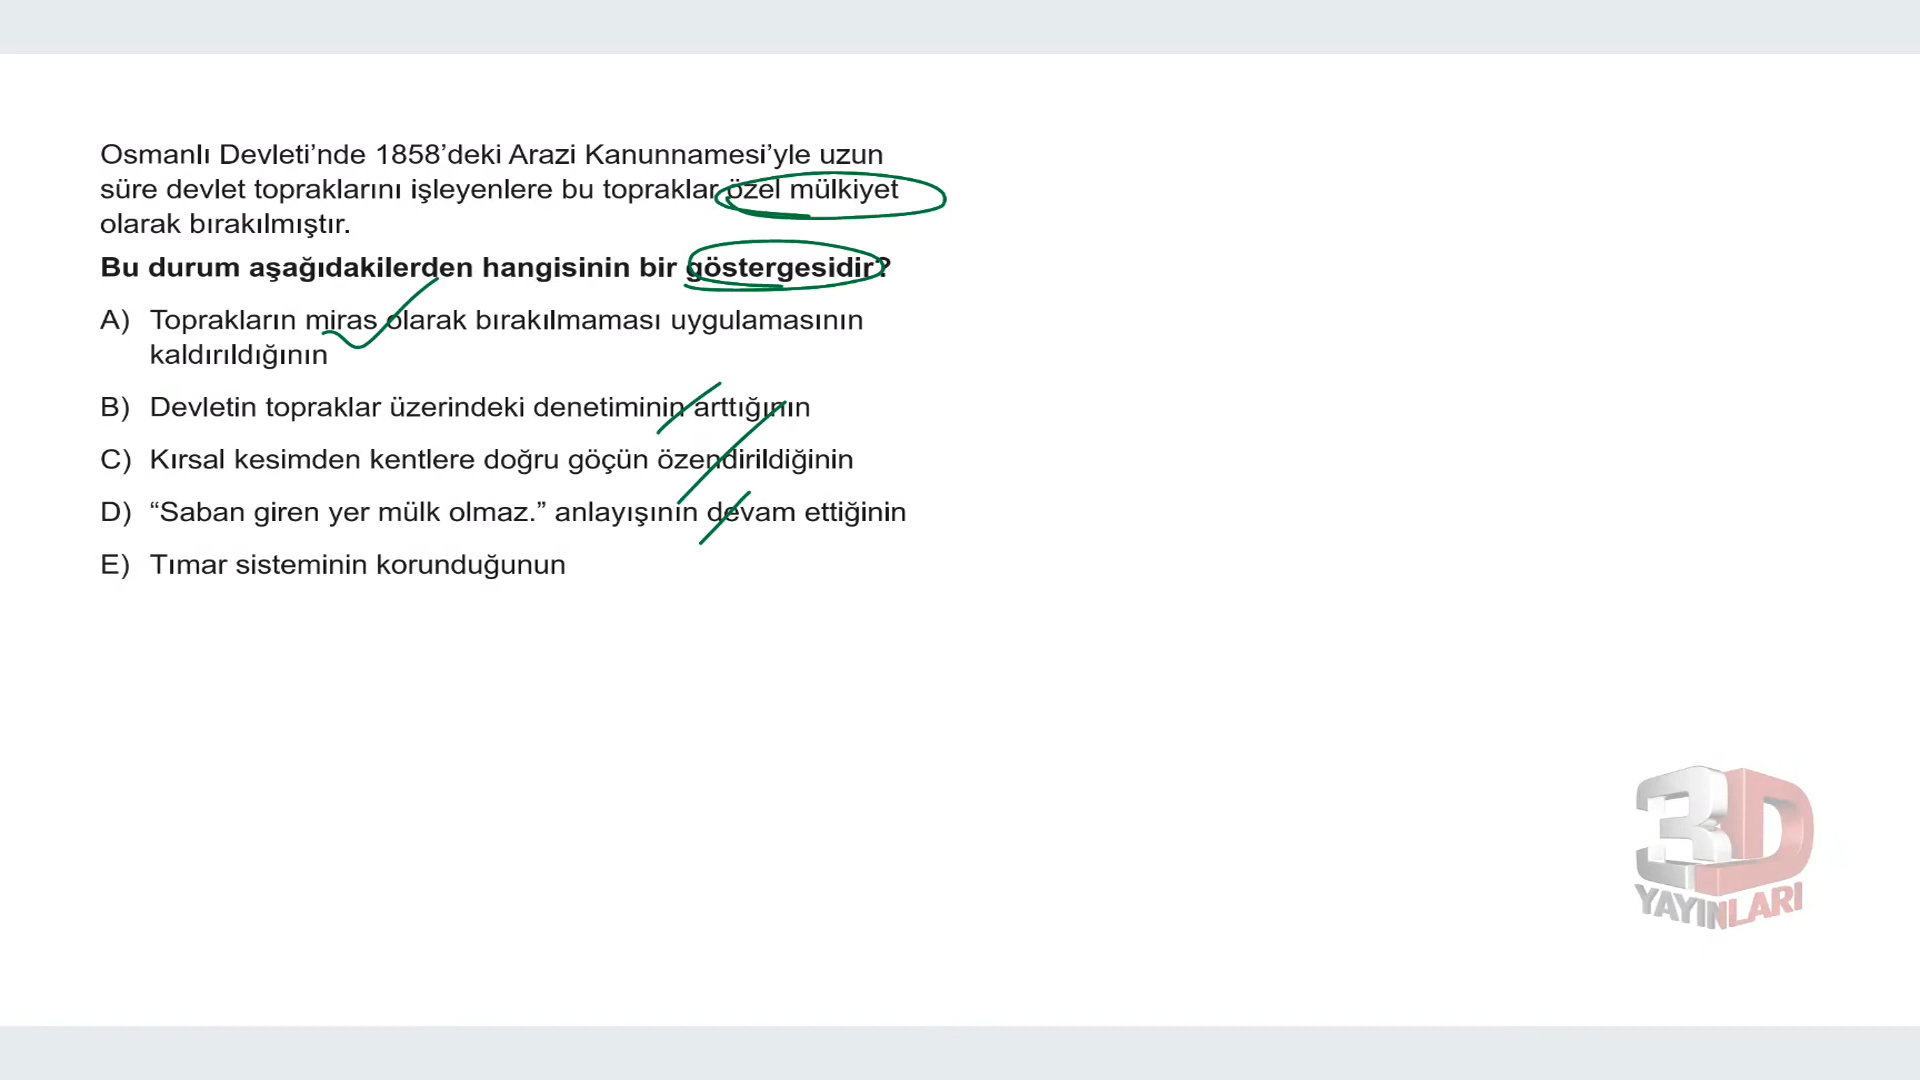 Osmanlı Devleti’nde 1858’deki Arazi Kanunnamesi’yle uzun
süre devlet topraklarını işleyenlere bu topraklar özel mülkiyet
olarak bırakılmıştır.
Bu durum aşağıdakilerden hangisinin bir göstergesidir?
A) Toprakların miras olarak bırakılmaması uygulamasının
kaldırıldığının
B) Devletin topraklar üzerindeki denetiminin arttığının
C) Kırsal kesimden kentlere doğru göçün özendirildiğinin
D) “Saban giren yer mülk olmaz.” anlayışının devam ettiğinin
E) Tımar sisteminin korunduğunun
3D
YAYINLARI